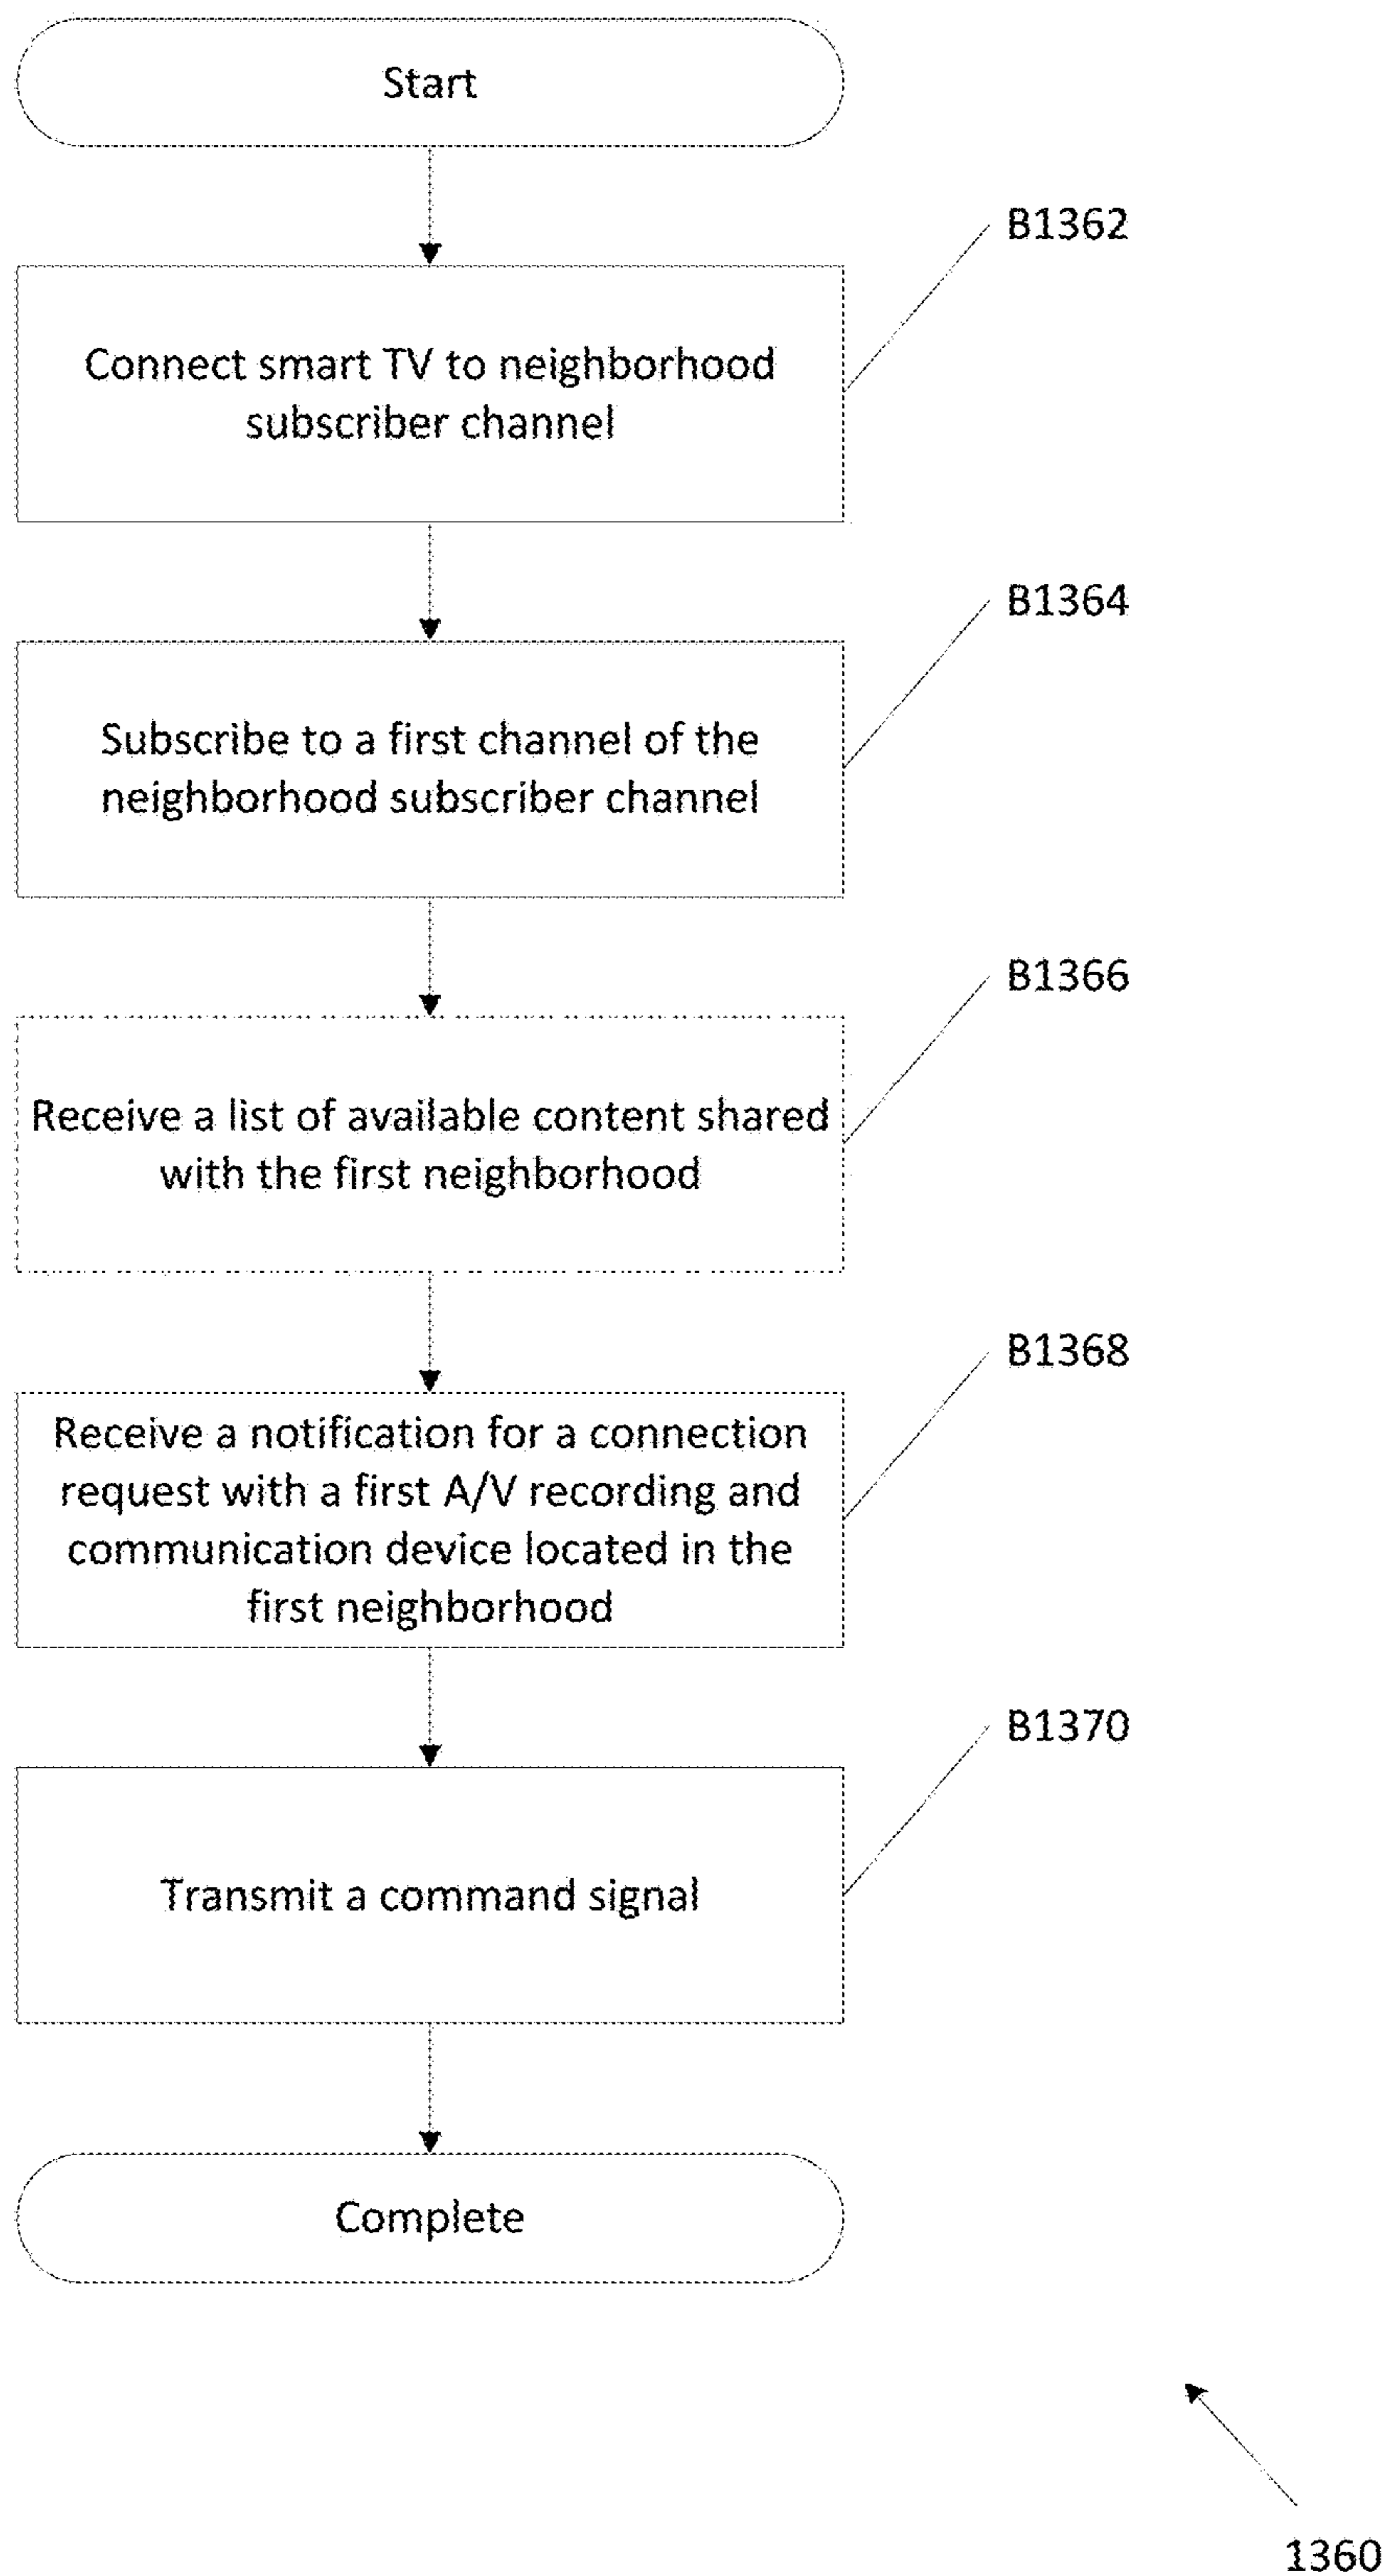 Start
B1362
Connect smart TV to neighborhood
subscriber channel
B1364
Subscribe to a first channel of the
neighborhood subscriber channel
B1366
Receive a list of available content shared
with the first neighborhood
B1368
Receive a notification for a connection
request with a first A/V recording and
communication device located in the
first neighborhood
B1370
Transmit a command signal
Complete
1360